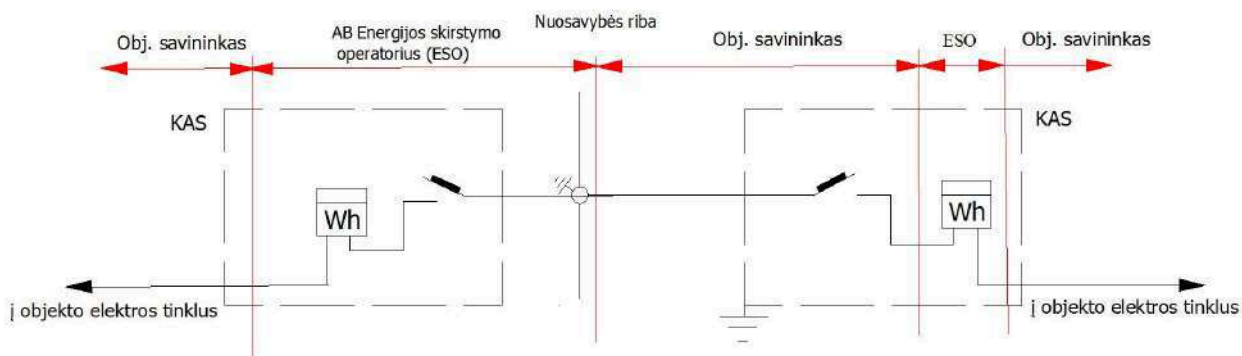 Nuosavybės riba
Obj. savininkas
AB Energijos skirstymo
operatorius (ESO)
Obj. savininkas
ESO
Obj. savininkas
KAS
KAS
Wh
Wh
į objekto elektros tinklus
į objekto elektros tinklus